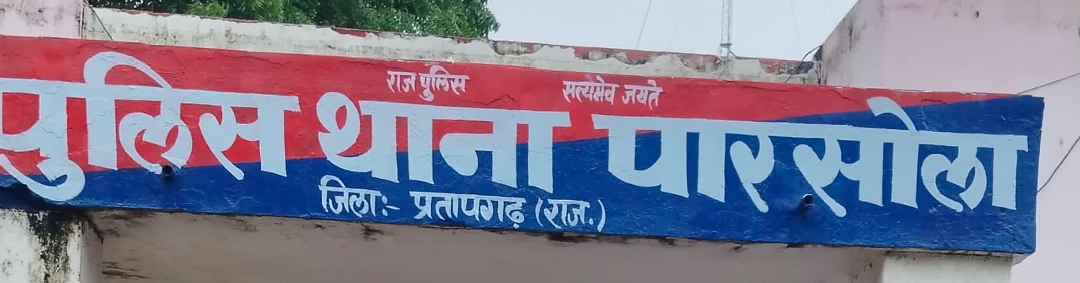 राज पुलिस सत्यमेव जयते
पुलिस थाना पारसोला
जिला:- प्रतापगढ़ (राज.)